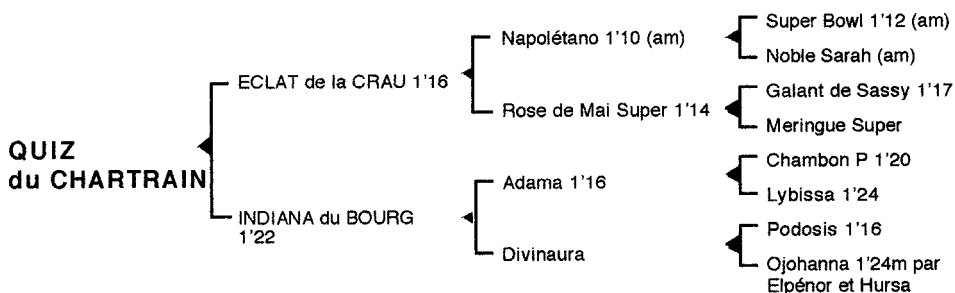 Super Bowl 1'12 (am)
Napolétano 1'10 (am)
Noble Sarah (am)
ECLAT de la CRAU 1'16
Galant de Sassy 1'17
Rose de Mai Super 1'14
Meringue Super
QUIZ
du CHARTRAIN
Chambon P 1'20
Adama 1'16
Lybissa 1'24
INDIANA du BOURG
1'22
Podosis 1'16
Divinaura
Ojohanna 1'24m par
Elpénor et Hursa